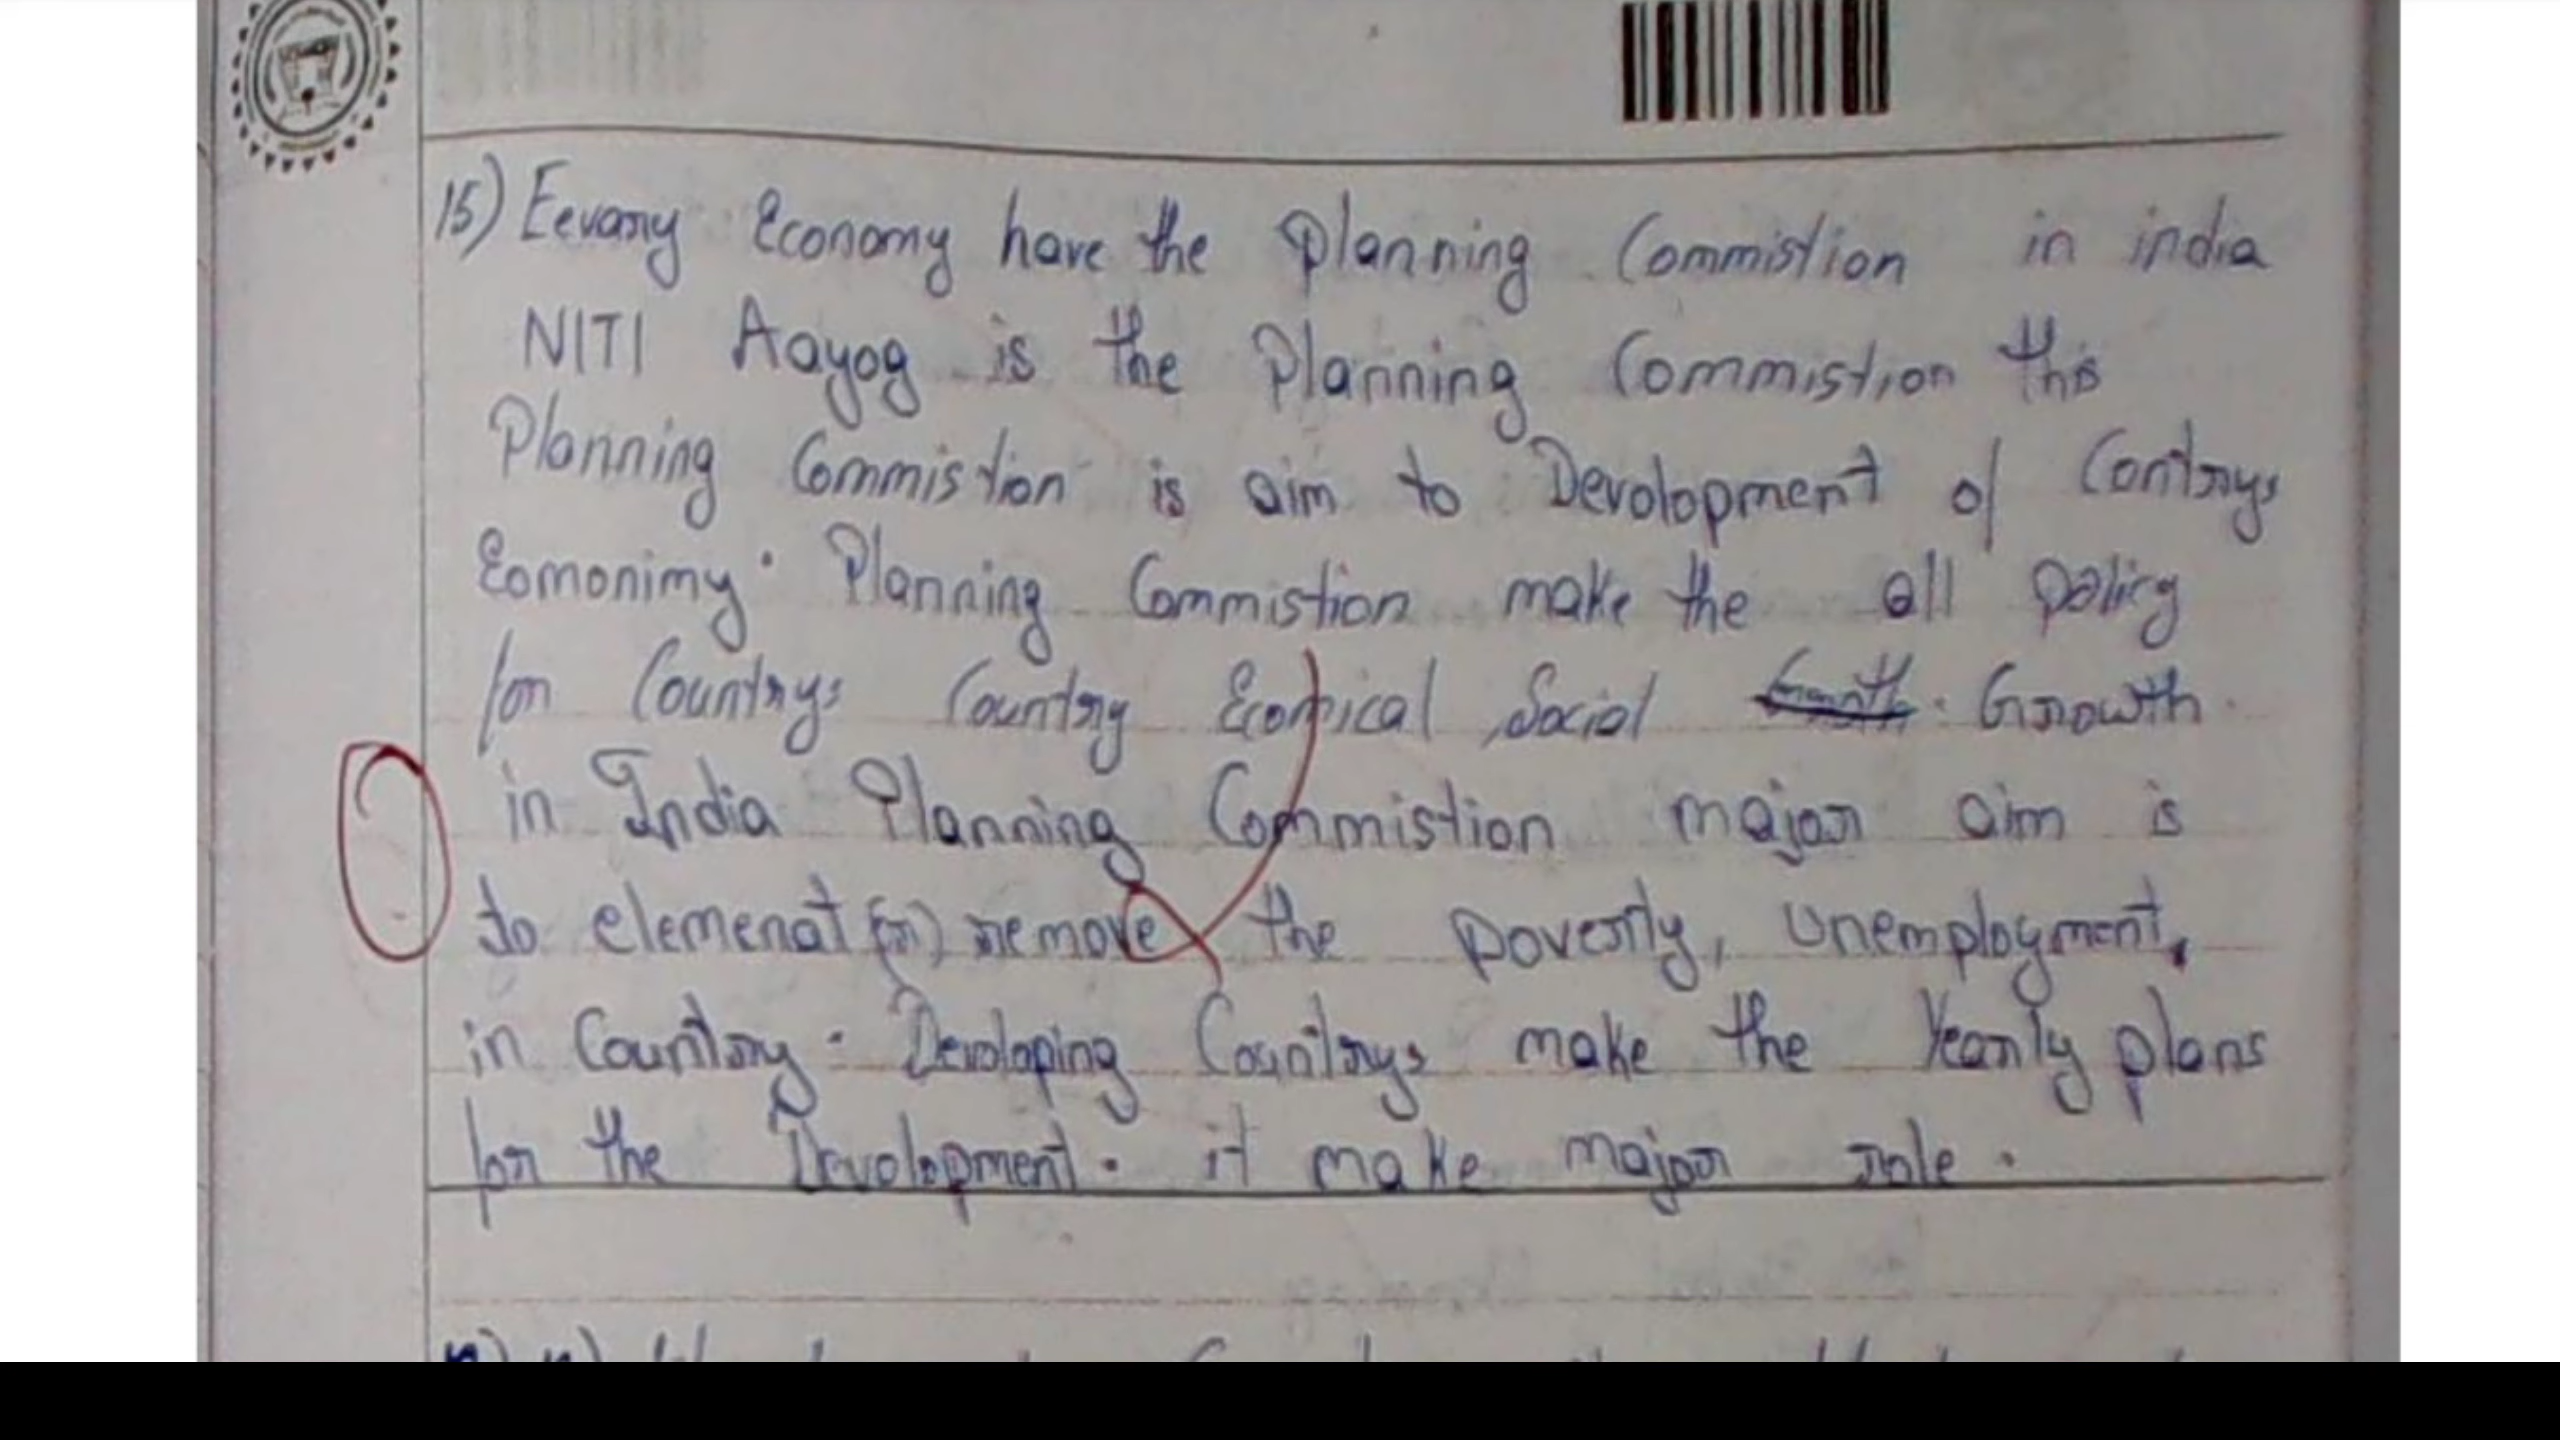 15) Eevary Economy have the Planning Commistion in india
NITI Aayog is the Planning Commistion this
Planning Commistion is aim to Devolopment of Contrys
Eomonimy. Planning Commistion make the all policy
for Countrys Country Ecomical, Social Growth.
in India Planning Commistion major aim is
to elemenat (or) remove the poverty, unemployment,
in Country. Devoloping Countrys make the Yearly plans
for the Devolopment. it make major role.